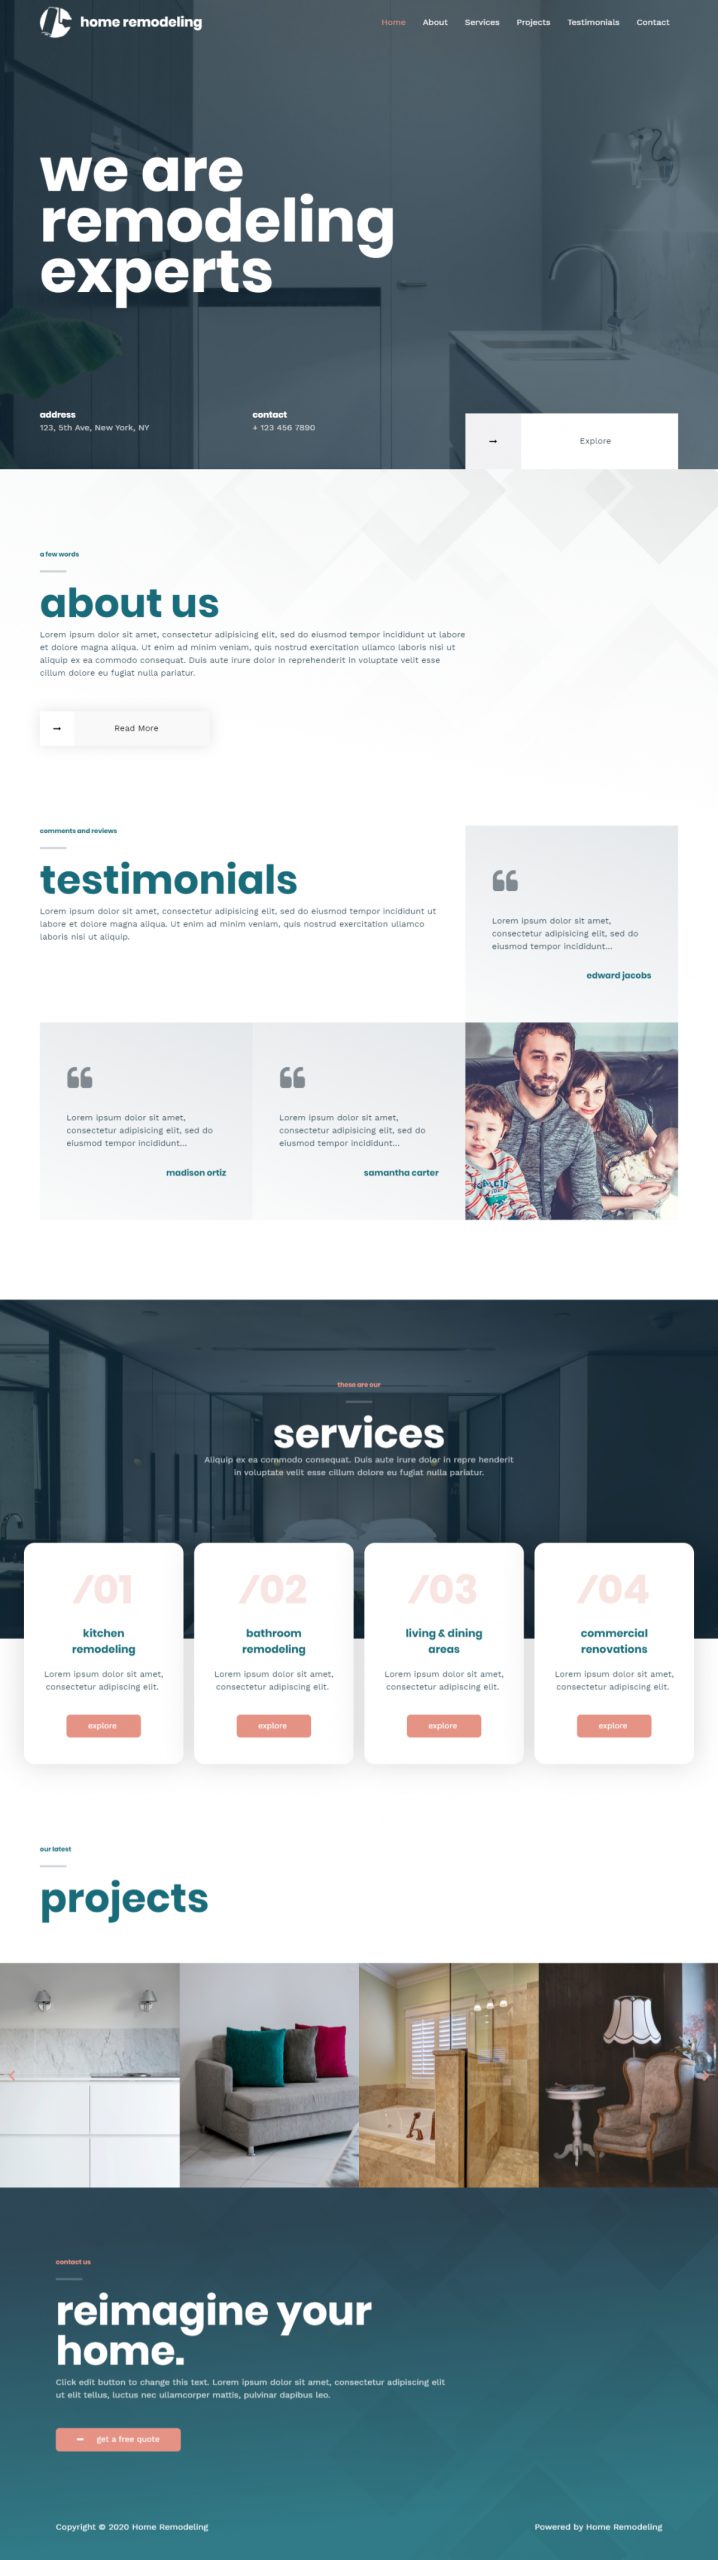 home remodeling
Home About Services Projects Testimonials Contact
we are
remodeling
experts
address
123, 5th Ave, New York, NY
contact
+ 123 456 7890
Explore
a few words
about us
Lorem ipsum dolor sit amet, consectetur adipisicing elit, sed do eiusmod tempor incididunt ut labore
et dolore magna aliqua. Ut enim ad minim veniam, quis nostrud exercitation ullamco laboris nisi ut
aliquip ex ea commodo consequat. Duis aute irure dolor in reprehenderit in voluptate velit esse
cillum dolore eu fugiat nulla pariatur.
Read More
comments and reviews
testimonials
Lorem ipsum dolor sit amet, consectetur adipisicing elit, sed do eiusmod tempor incididunt ut
labore et dolore magna aliqua. Ut enim ad minim veniam, quis nostrud exercitation ullamco
laboris nisi ut aliquip.
Lorem ipsum dolor sit amet,
consectetur adipisicing elit, sed do
eiusmod tempor incididunt...
edward jacobs
Lorem ipsum dolor sit amet,
consectetur adipisicing elit, sed do
eiusmod tempor incididunt...
madison ortiz
Lorem ipsum dolor sit amet,
consectetur adipisicing elit, sed do
eiusmod tempor incididunt...
samantha carter
these are our
services
Aliquip ex ea commodo consequat. Duis aute irure dolor in repre henderit
in voluptate velit esse cillum dolore eu fugiat nulla pariatur.
/01
kitchen
remodeling
Lorem ipsum dolor sit amet,
consectetur adipiscing elit.
explore
/02
bathroom
remodeling
Lorem ipsum dolor sit amet,
consectetur adipiscing elit.
explore
/03
living & dining
areas
Lorem ipsum dolor sit amet,
consectetur adipiscing elit.
explore
/04
commercial
renovations
Lorem ipsum dolor sit amet,
consectetur adipiscing elit.
explore
our latest
projects
contact us
reimagine your
home.
Click edit button to change this text. Lorem ipsum dolor sit amet, consectetur adipiscing elit
ut elit tellus, luctus nec ullamcorper mattis, pulvinar dapibus leo.
get a free quote
Copyright © 2020 Home Remodeling
Powered by Home Remodeling